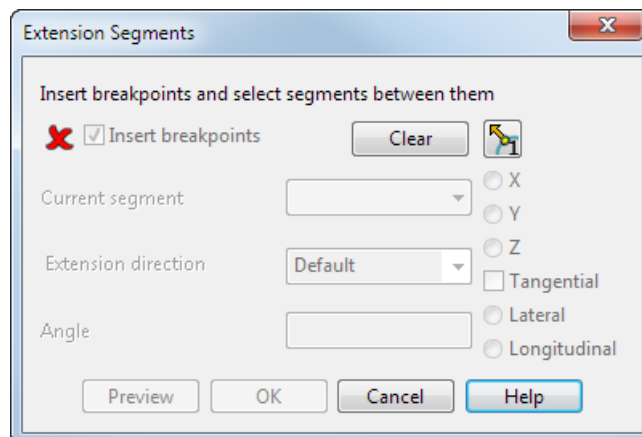 Extension Segments
Insert breakpoints and select segments between them
Insert breakpoints
Clear
1
X
Current segment
Y
Z
Extension direction
Default
Tangential
Lateral
Angle
Longitudinal
Preview
OK
Cancel
Help